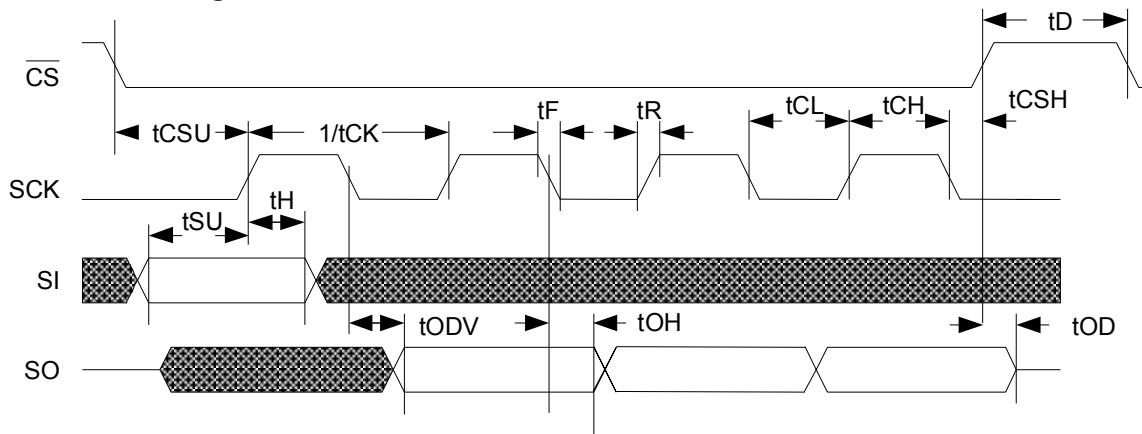 tD
CS
tCSH
tF
tR
tCL
tCH
tCSU
1/tCK
SCK
tSU
tH
SI
tODV
tOH
tOD
SO